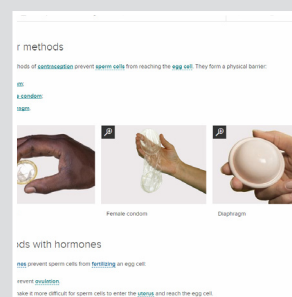 r methods
hods of contraception prevent sperm cells from reaching the egg cell. They form a physical barrier:
m;
e condom;
ragm.
Female condom
Diaphragm
ods with hormones
nes prevent sperm cells from fertilizing an egg cell:
revent ovulation.
make it more difficult for sperm cells to enter the uterus and reach the egg cell.